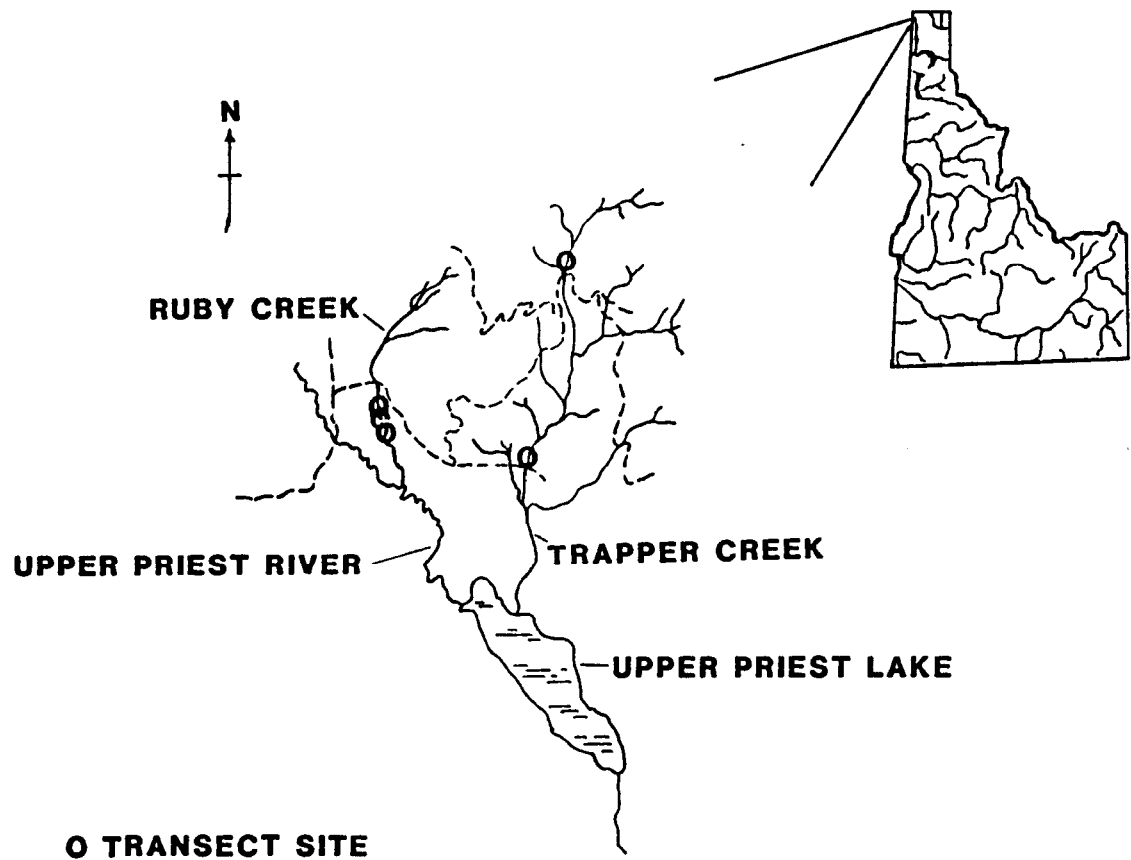 N
RUBY CREEK
UPPER PRIEST RIVER
TRAPPER CREEK
UPPER PRIEST LAKE
O TRANSECT SITE